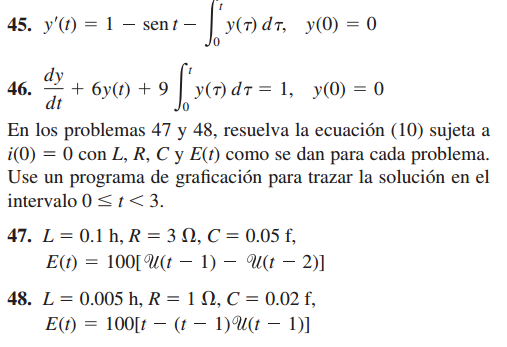 45. y'(t) = 1 − sen t − ∫₀ᵗ y(τ) dτ, y(0) = 0
46. dy/dt + 6y(t) + 9 ∫₀ᵗ y(τ) dτ = 1, y(0) = 0
En los problemas 47 y 48, resuelva la ecuación (10) sujeta a
i(0) = 0 con L, R, C y E(t) como se dan para cada problema.
Use un programa de graficación para trazar la solución en el
intervalo 0 ≤ t < 3.
47. L = 0.1 h, R = 3 Ω, C = 0.05 f,
E(t) = 100[𝒰(t − 1) − 𝒰(t − 2)]
48. L = 0.005 h, R = 1 Ω, C = 0.02 f,
E(t) = 100[t − (t − 1)𝒰(t − 1)]